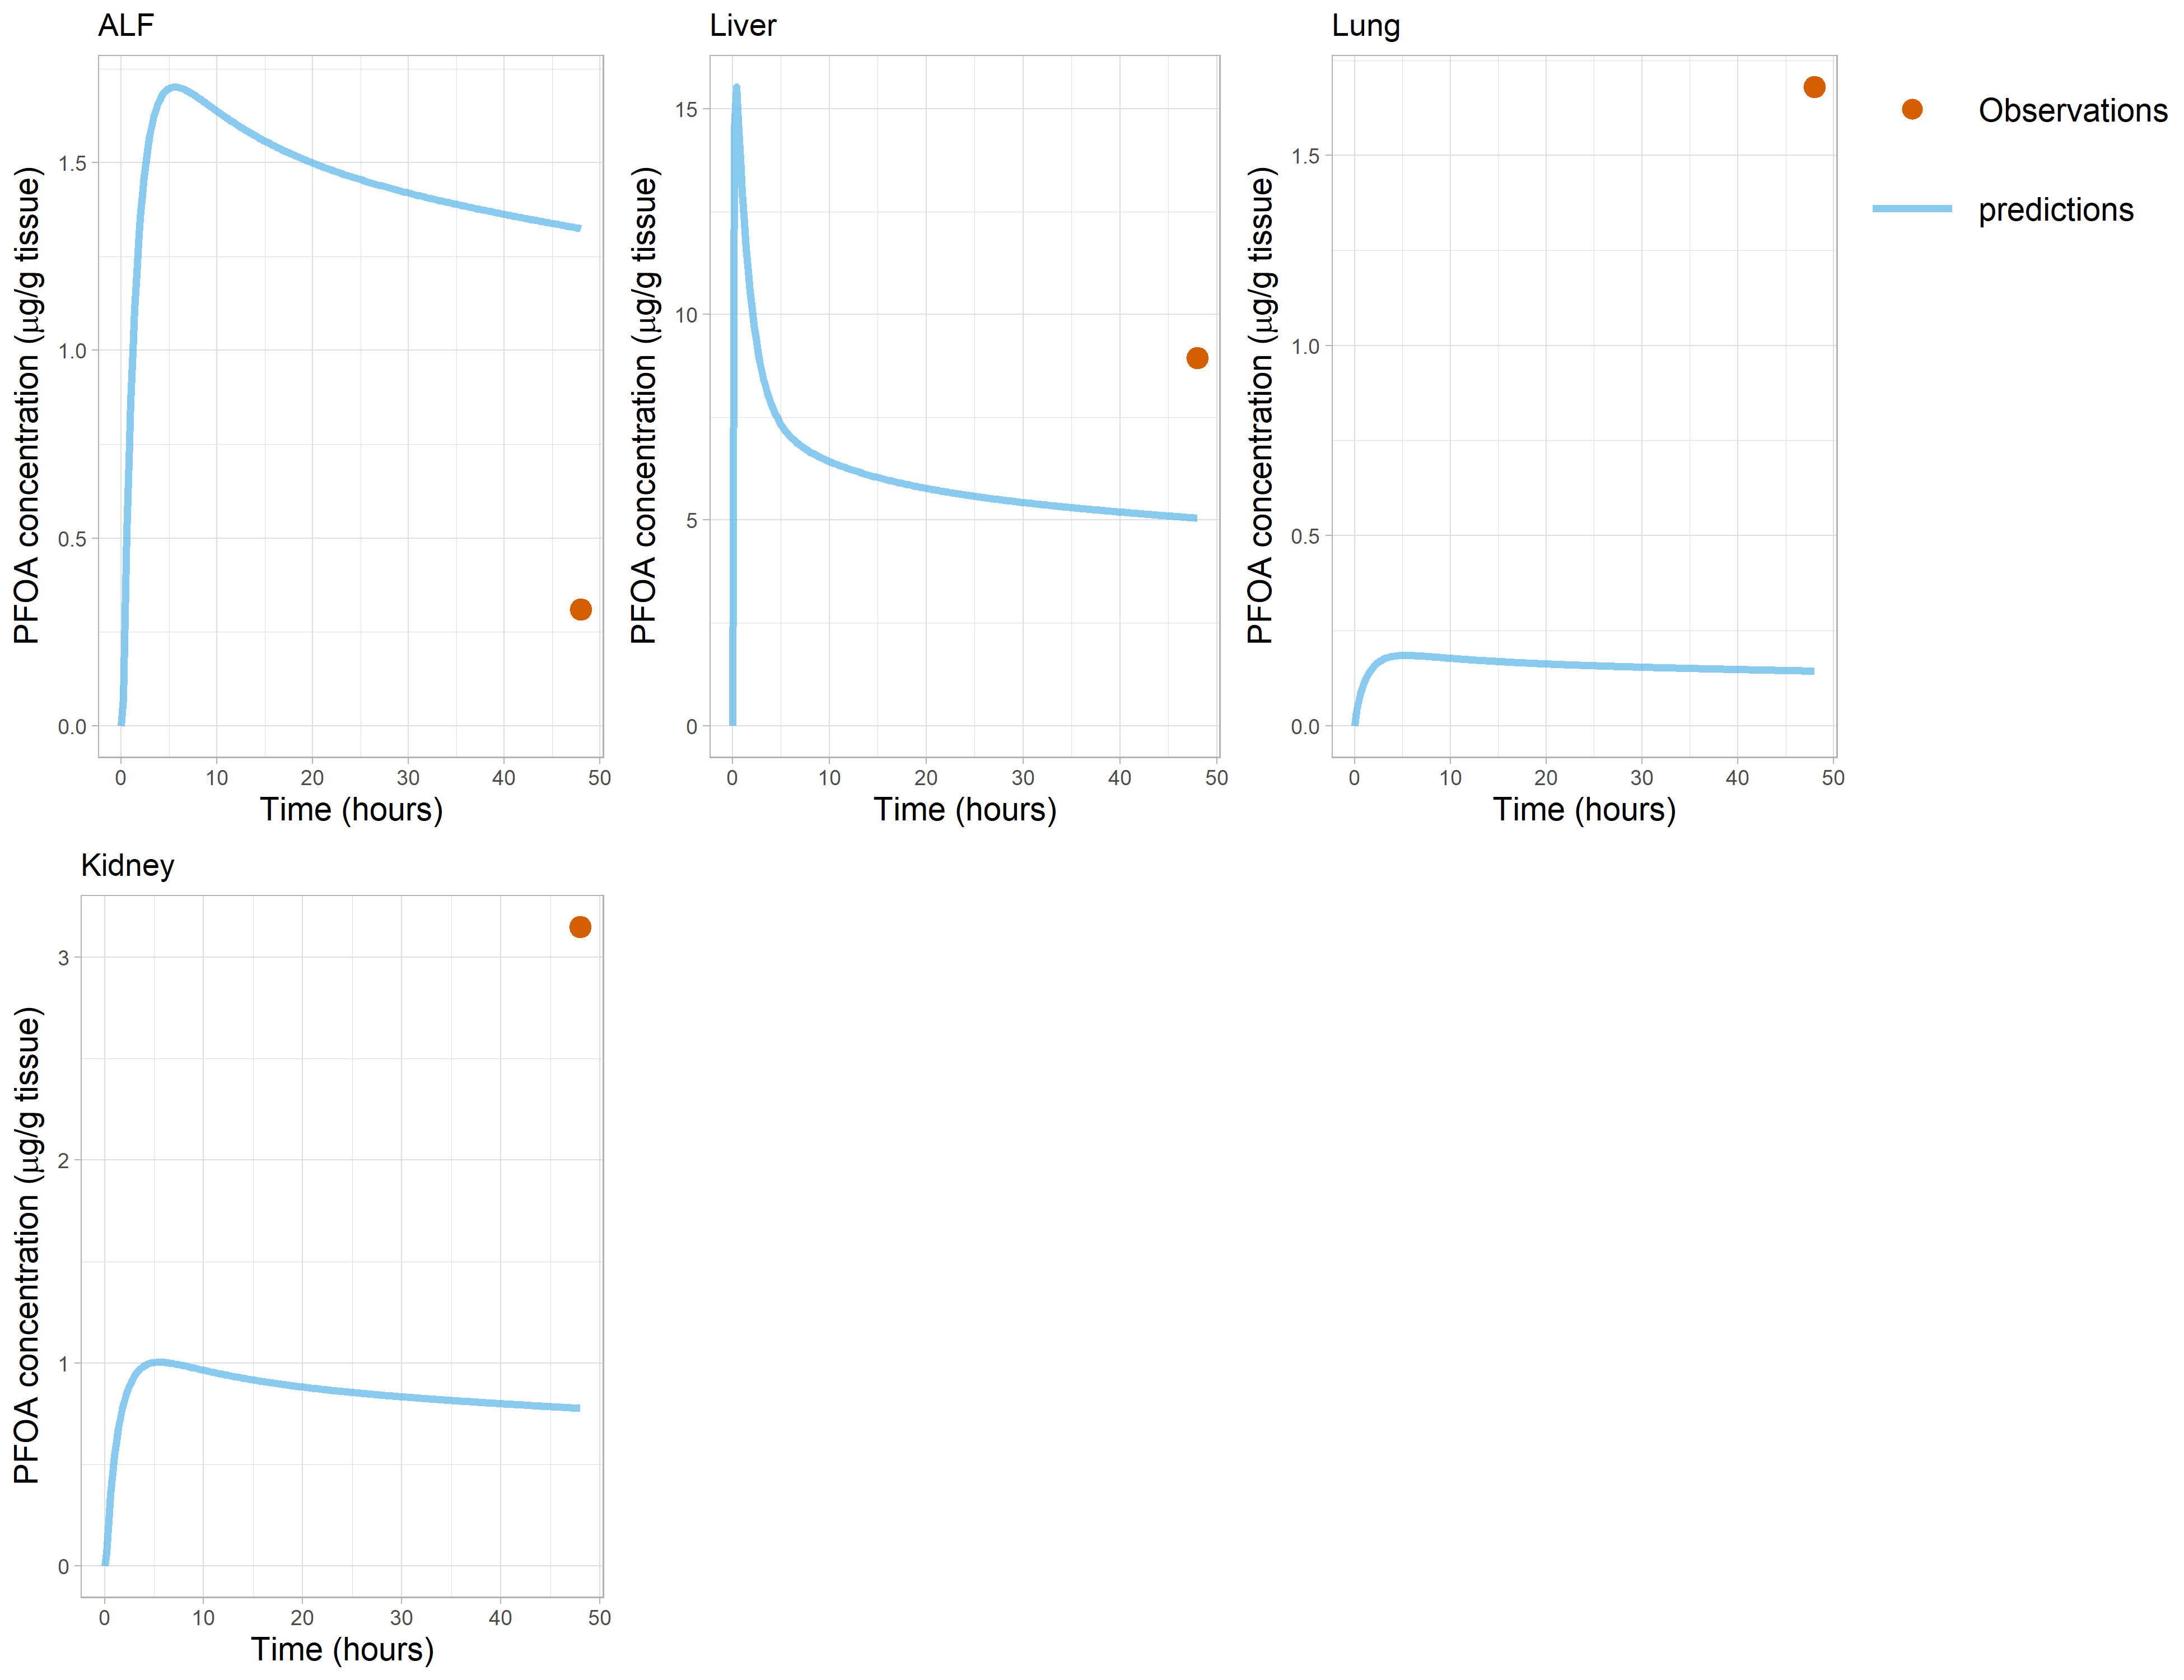 ALF
PFOA concentration (μg/g tissue)
1.5
1.0
0.5
0.0
0 10 20 30 40 50
Time (hours)
Liver
PFOA concentration (μg/g tissue)
15
10
5
0
0 10 20 30 40 50
Time (hours)
Lung
PFOA concentration (μg/g tissue)
1.5
1.0
0.5
0.0
0 10 20 30 40 50
Time (hours)
Observations
predictions
Kidney
PFOA concentration (μg/g tissue)
3
2
1
0
0 10 20 30 40 50
Time (hours)